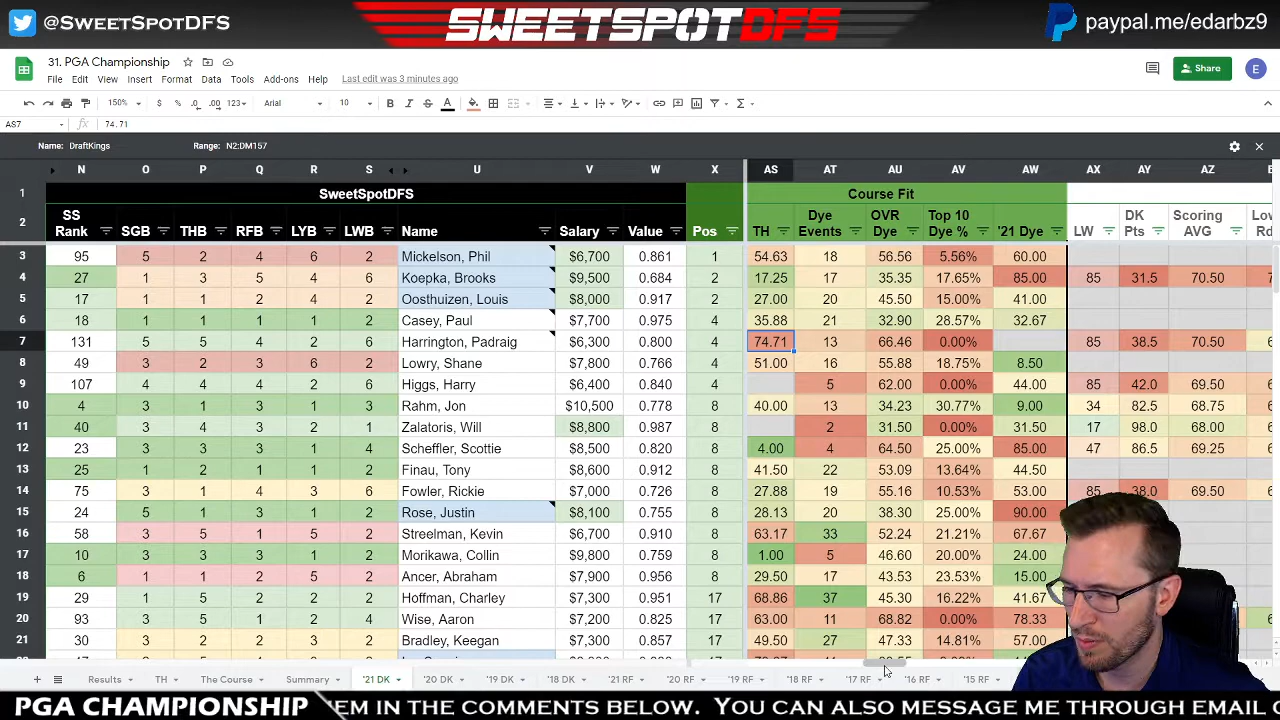 @SweetSpotDFS
SWEETSPOTDFS
paypal.me/edarbz9
31. PGA Championship
File Edit View Insert Format Data Tools Add-ons Help Last edit was 3 minutes ago
Share
E
150% $ % .0 .00 123 Arial 10 B I S A
AS7 fx 74.71
Name: DraftKings Range: N2:DM157
N O P Q R S U V W X AS AT AU AV AW AX AY AZ
1 SweetSpotDFS Course Fit
2 SS Rank SGB THB RFB LYB LWB Name Salary Value Pos TH Dye Events OVR Dye Top 10 Dye % '21 Dye LW DK Pts Scoring AVG
3 95 5 2 4 6 2 Mickelson, Phil $6,700 0.861 1 54.63 18 56.56 5.56% 60.00
4 27 1 3 5 4 2 Koepka, Brooks $9,500 0.684 2 17.25 17 35.35 17.65% 85.00 85 31.5 70.50
5 17 1 1 2 6 2 Oosthuizen, Louis $8,000 0.917 2 27.00 20 45.50 15.00% 41.00
6 18 1 1 1 1 2 Casey, Paul $7,700 0.975 4 35.88 21 32.90 28.57% 32.67
7 131 5 5 4 2 6 Harrington, Padraig $6,300 0.800 4 74.71 13 66.46 0.00% 85 38.5 70.50
8 49 3 2 3 6 2 Lowry, Shane $7,800 0.766 4 51.00 16 55.88 18.75% 8.50
9 107 4 4 4 2 6 Higgs, Harry $6,400 0.840 4 5 62.00 0.00% 44.00 85 42.0 69.50
10 4 3 1 3 1 3 Rahm, Jon $10,500 0.778 8 40.00 13 34.23 30.77% 9.00 34 82.5 68.75
11 40 3 4 3 2 1 Zalatoris, Will $8,800 0.987 8 2 31.50 0.00% 31.50 17 98.0 68.00
12 23 3 3 3 1 4 Scheffler, Scottie $8,500 0.820 8 4.00 4 64.50 25.00% 85.00 47 86.5 69.25
13 25 1 2 3 1 2 Finau, Tony $8,600 0.912 8 41.50 22 53.09 13.64% 44.50
14 75 3 1 4 3 6 Fowler, Rickie $7,000 0.726 8 27.88 19 55.16 10.53% 53.00 85 38.0 69.50
15 24 5 1 3 1 2 Rose, Justin $8,100 0.755 8 28.13 20 38.30 25.00% 90.00
16 58 3 5 1 5 2 Streelman, Kevin $6,700 0.910 8 63.17 33 52.24 21.21% 67.67
17 10 3 3 3 1 2 Morikawa, Collin $9,800 0.759 8 1.00 5 46.60 20.00% 24.00
18 6 1 1 2 5 2 Ancer, Abraham $7,900 0.956 8 29.50 17 43.53 23.53% 15.00
19 29 1 5 3 1 2 Hoffman, Charley $7,300 0.951 17 68.86 37 45.30 16.22% 41.67
20 93 3 5 1 2 4 Wise, Aaron $7,200 0.825 17 63.00 11 68.82 0.00% 78.33
21 30 3 2 2 3 2 Bradley, Keegan $7,300 0.857 17 49.50 27 47.33 14.81% 57.00
Results TH The Course Summary '21 DK '20 DK '19 DK '18 DK '21 RF '20 RF '19 RF '18 RF '17 RF '16 RF '15 RF
PGA CHAMPIONSHIP EM IN THE COMMENTS BELOW. YOU CAN ALSO MESSAGE ME THROUGH EMAIL